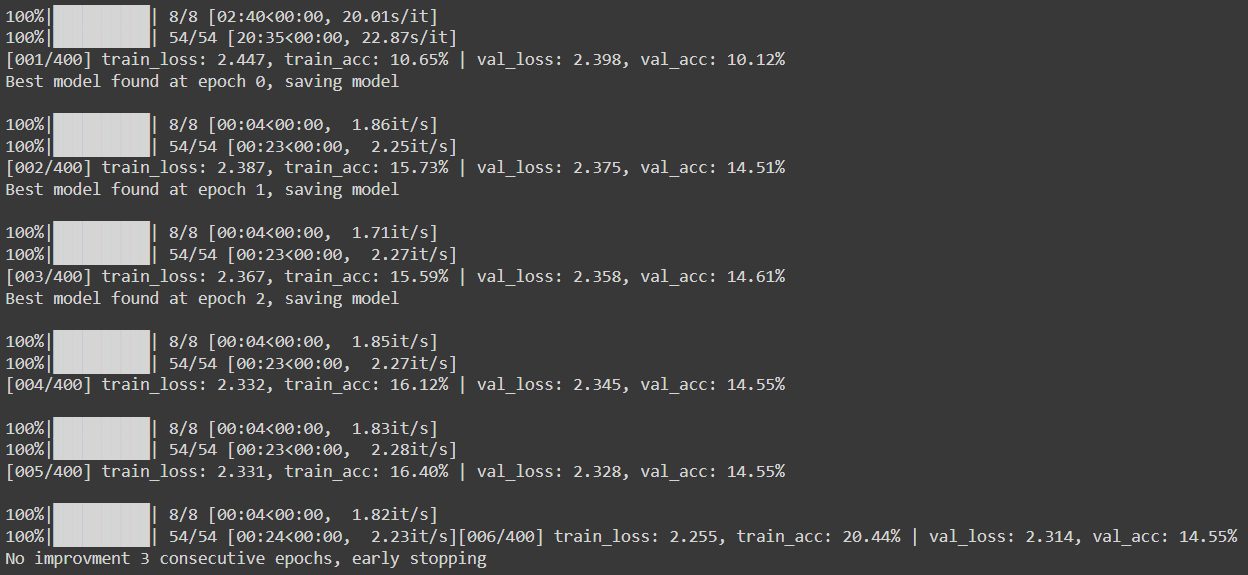 100%|██████████| 8/8 [02:40<00:00, 20.01s/it]
100%|██████████| 54/54 [20:35<00:00, 22.87s/it]
[001/400] train_loss: 2.447, train_acc: 10.65% | val_loss: 2.398, val_acc: 10.12%
Best model found at epoch 0, saving model
100%|██████████| 8/8 [00:04<00:00,  1.86it/s]
100%|██████████| 54/54 [00:23<00:00,  2.25it/s]
[002/400] train_loss: 2.387, train_acc: 15.73% | val_loss: 2.375, val_acc: 14.51%
Best model found at epoch 1, saving model
100%|██████████| 8/8 [00:04<00:00,  1.71it/s]
100%|██████████| 54/54 [00:23<00:00,  2.27it/s]
[003/400] train_loss: 2.367, train_acc: 15.59% | val_loss: 2.358, val_acc: 14.61%
Best model found at epoch 2, saving model
100%|██████████| 8/8 [00:04<00:00,  1.85it/s]
100%|██████████| 54/54 [00:23<00:00,  2.27it/s]
[004/400] train_loss: 2.332, train_acc: 16.12% | val_loss: 2.345, val_acc: 14.55%
100%|██████████| 8/8 [00:04<00:00,  1.83it/s]
100%|██████████| 54/54 [00:23<00:00,  2.28it/s]
[005/400] train_loss: 2.331, train_acc: 16.40% | val_loss: 2.328, val_acc: 14.55%
100%|██████████| 8/8 [00:04<00:00,  1.82it/s]
100%|██████████| 54/54 [00:24<00:00,  2.23it/s][006/400] train_loss: 2.255, train_acc: 20.44% | val_loss: 2.314, val_acc: 14.55%
No improvment 3 consecutive epochs, early stopping